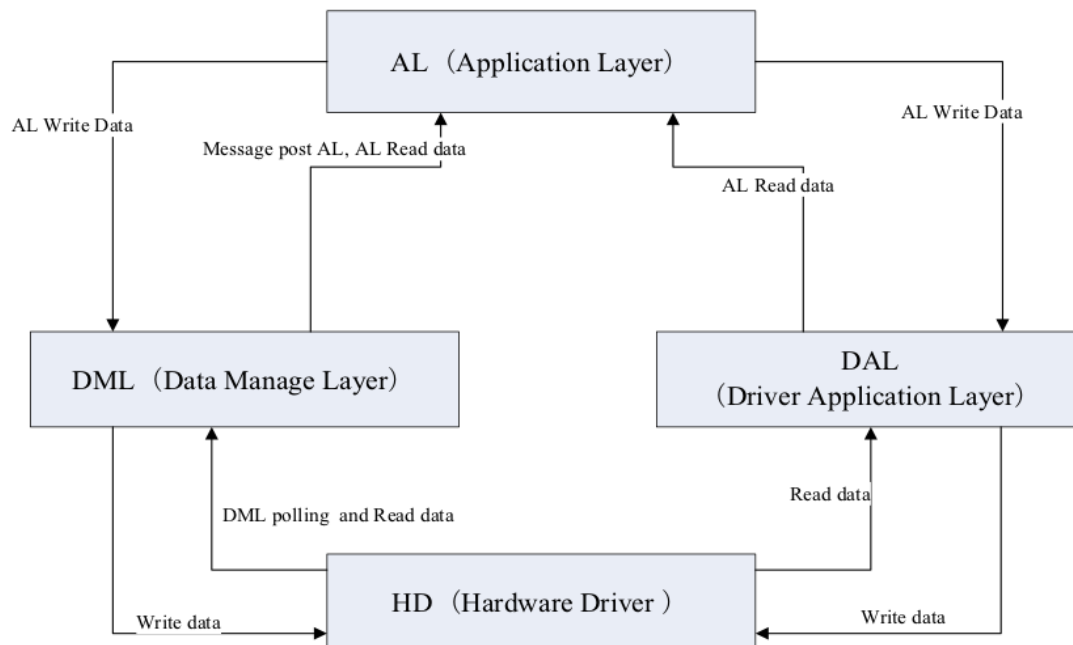 AL（Application Layer）
AL Write Data
AL Write Data
Message post AL, AL Read data
AL Read data
DML（Data Manage Layer）
DAL
（Driver Application Layer）
Read data
DML polling  and Read data
HD（Hardware Driver ）
Write data
Write data